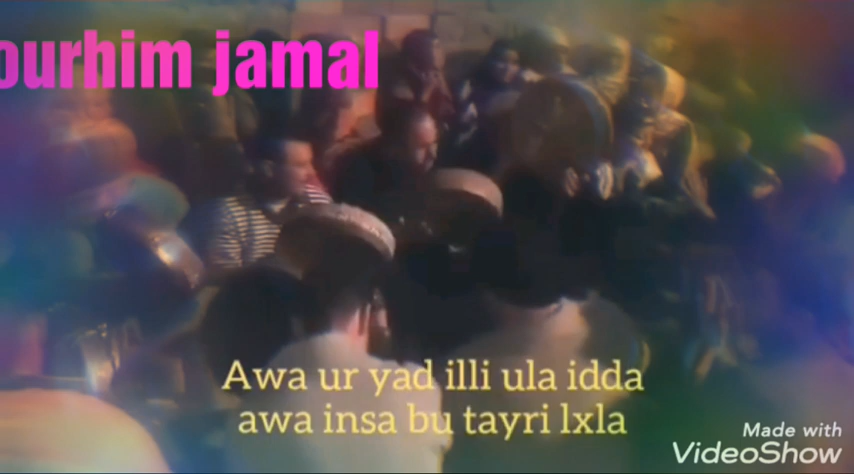 ourhim jamal
Awa ur yad illi ula idda
awa insa bu tayri lxla
Made with
VideoShow